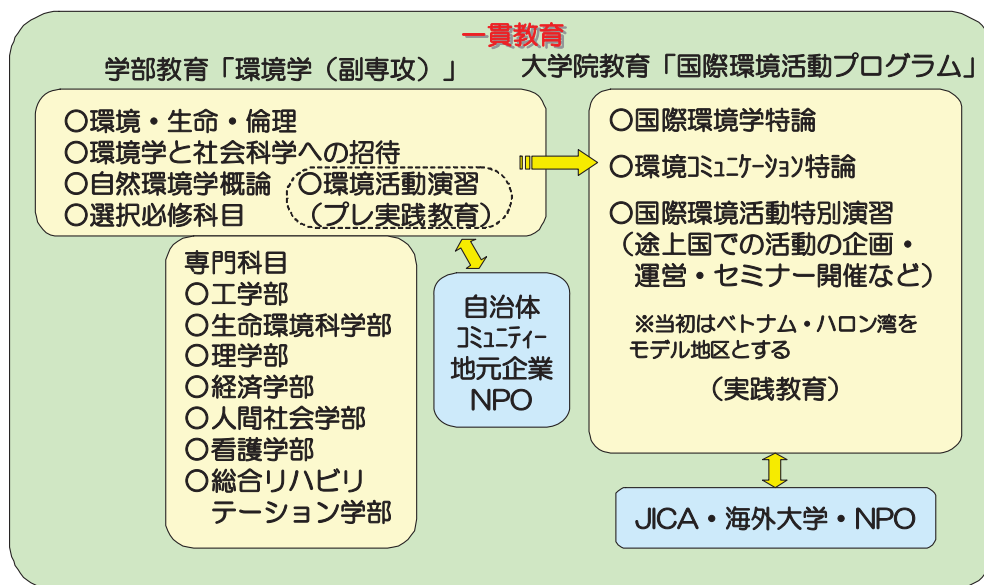 一貫教育
学部教育「環境学（副専攻）」
○環境・生命・倫理
○環境学と社会科学への招待
○自然環境学概論
○選択必修科目
○環境活動演習
（プレ実践教育）
専門科目
○工学部
○生命環境科学部
○理学部
○経済学部
○人間社会学部
○看護学部
○総合リハビリ
テーション学部
自治体
コミュニティー
地元企業
NPO
大学院教育「国際環境活動プログラム」
○国際環境学特論
○環境コミュニケーション特論
○国際環境活動特別演習
（途上国での活動の企画・
運営・セミナー開催など）
※当初はベトナム・ハロン湾を
モデル地区とする
（実践教育）
JICA・海外大学・NPO